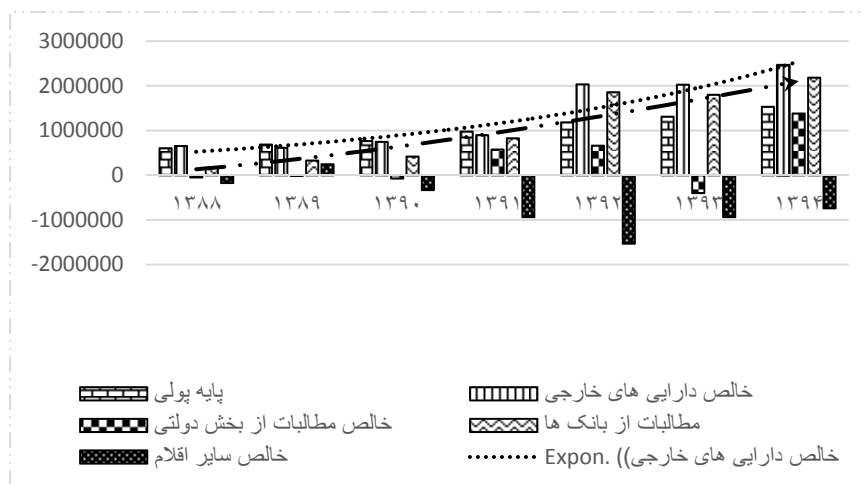 3000000
2000000
1000000
0
-1000000
-2000000
۱۳۸۸ ۱۳۸۹ ۱۳۹۰ ۱۳۹۱ ۱۳۹۲ ۱۳۹۳ ۱۳۹۴
پایه پولی
خالص دارایی های خارجی
خالص مطالبات از بخش دولتی
مطالبات از بانک ها
خالص سایر اقلام
Expon. ((خالص دارایی های خارجی